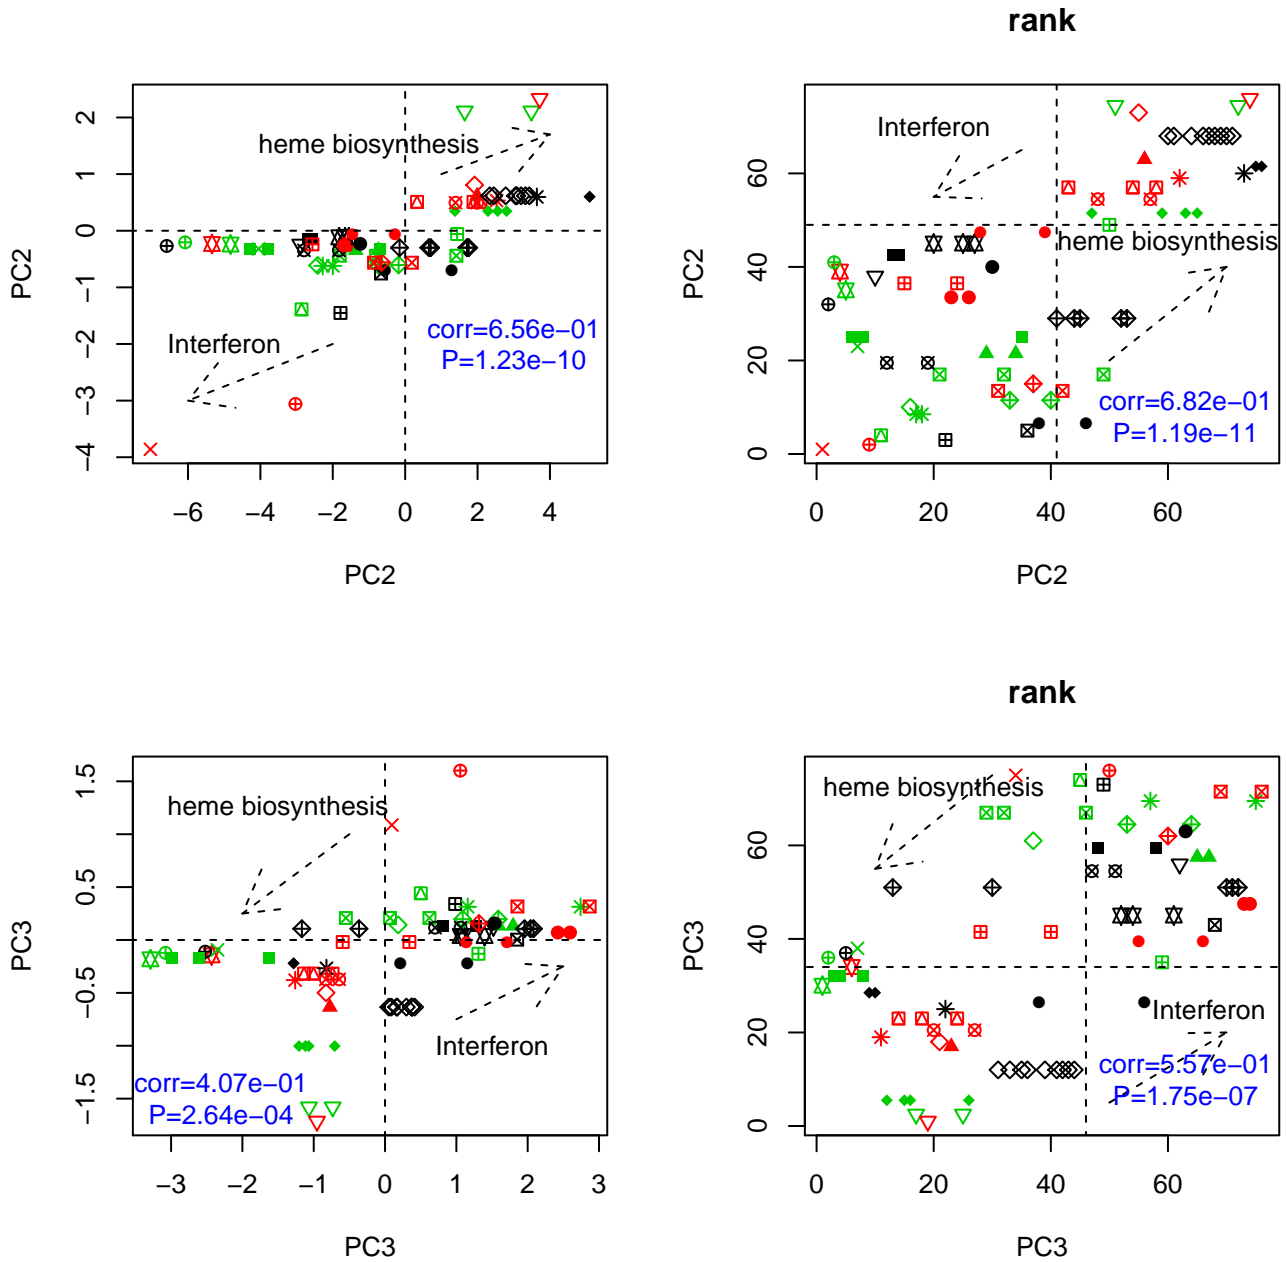 rank
2
1
0
−1
−2
−3
−4
PC2
heme biosynthesis
Interferon
corr=6.56e−01
P=1.23e−10
−6
−4
−2
0
2
4
PC2
60
40
20
0
PC2
Interferon
heme biosynthesis
corr=6.82e−01
P=1.19e−11
0
20
40
60
PC2
rank
1.5
0.5
−0.5
−1.5
PC3
heme biosynthesis
Interferon
corr=4.07e−01
P=2.64e−04
−3
−2
−1
0
1
2
3
PC3
60
40
20
0
PC3
heme biosynthesis
Interferon
corr=5.57e−01
P=1.75e−07
0
20
40
60
PC3